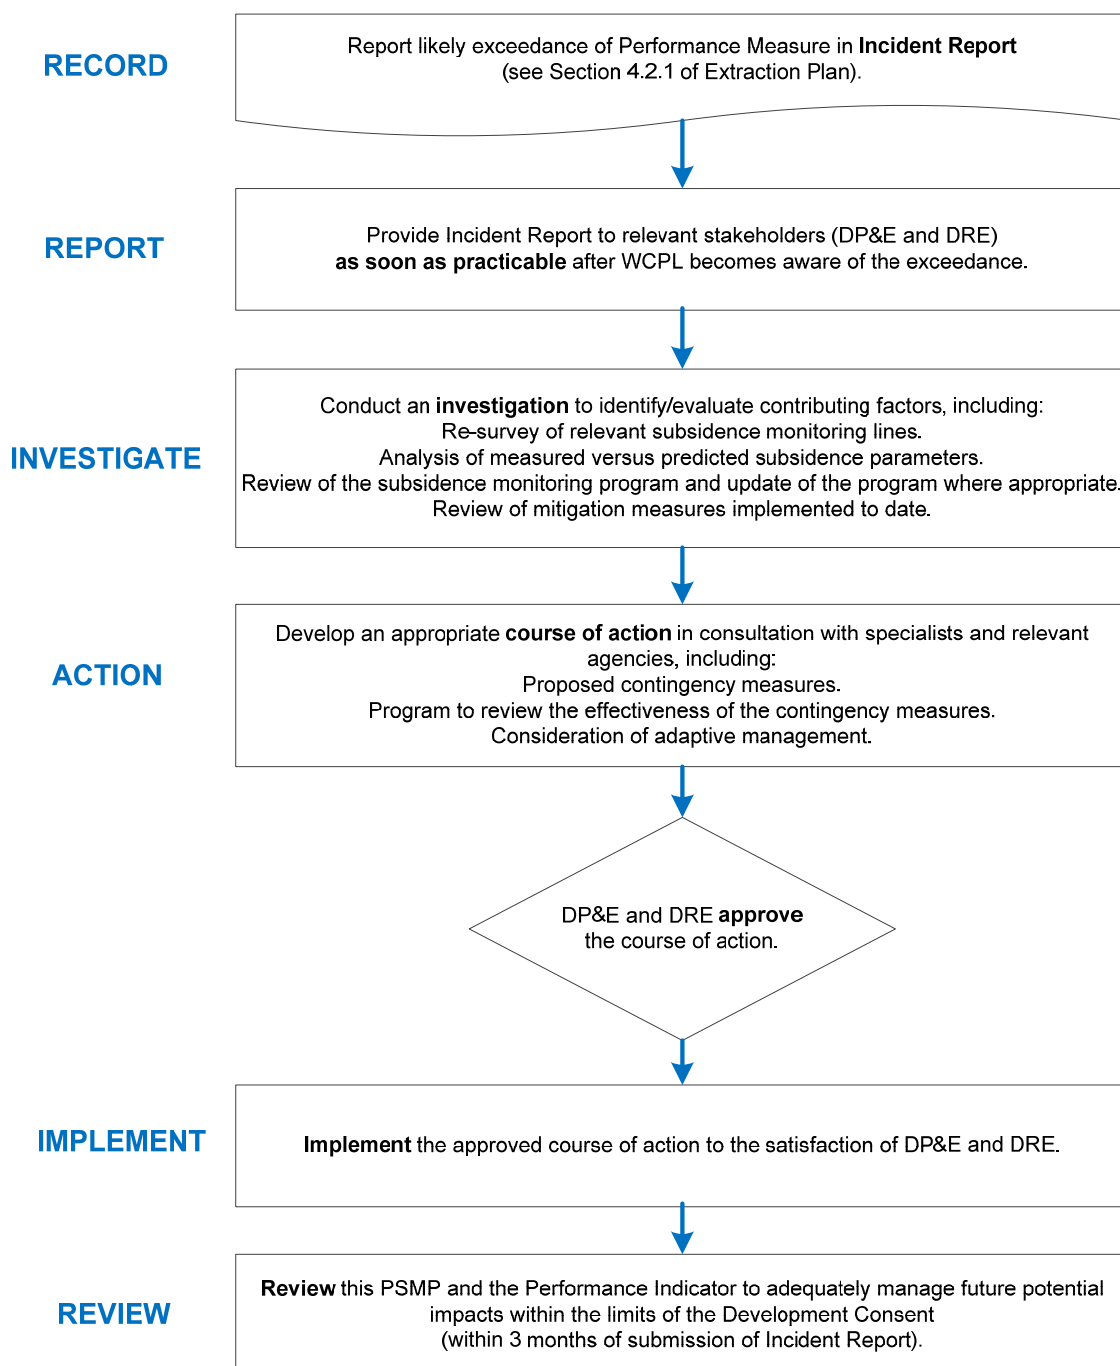 RECORD
Report likely exceedance of Performance Measure in Incident Report
(see Section 4.2.1 of Extraction Plan).
REPORT
Provide Incident Report to relevant stakeholders (DP&E and DRE)
as soon as practicable after WCPL becomes aware of the exceedance.
INVESTIGATE
Conduct an investigation to identify/evaluate contributing factors, including:
Re-survey of relevant subsidence monitoring lines.
Analysis of measured versus predicted subsidence parameters.
Review of the subsidence monitoring program and update of the program where appropriate.
Review of mitigation measures implemented to date.
ACTION
Develop an appropriate course of action in consultation with specialists and relevant
agencies, including:
Proposed contingency measures.
Program to review the effectiveness of the contingency measures.
Consideration of adaptive management.
DP&E and DRE approve
the course of action.
IMPLEMENT
Implement the approved course of action to the satisfaction of DP&E and DRE.
REVIEW
Review this PSMP and the Performance Indicator to adequately manage future potential
impacts within the limits of the Development Consent
(within 3 months of submission of Incident Report).